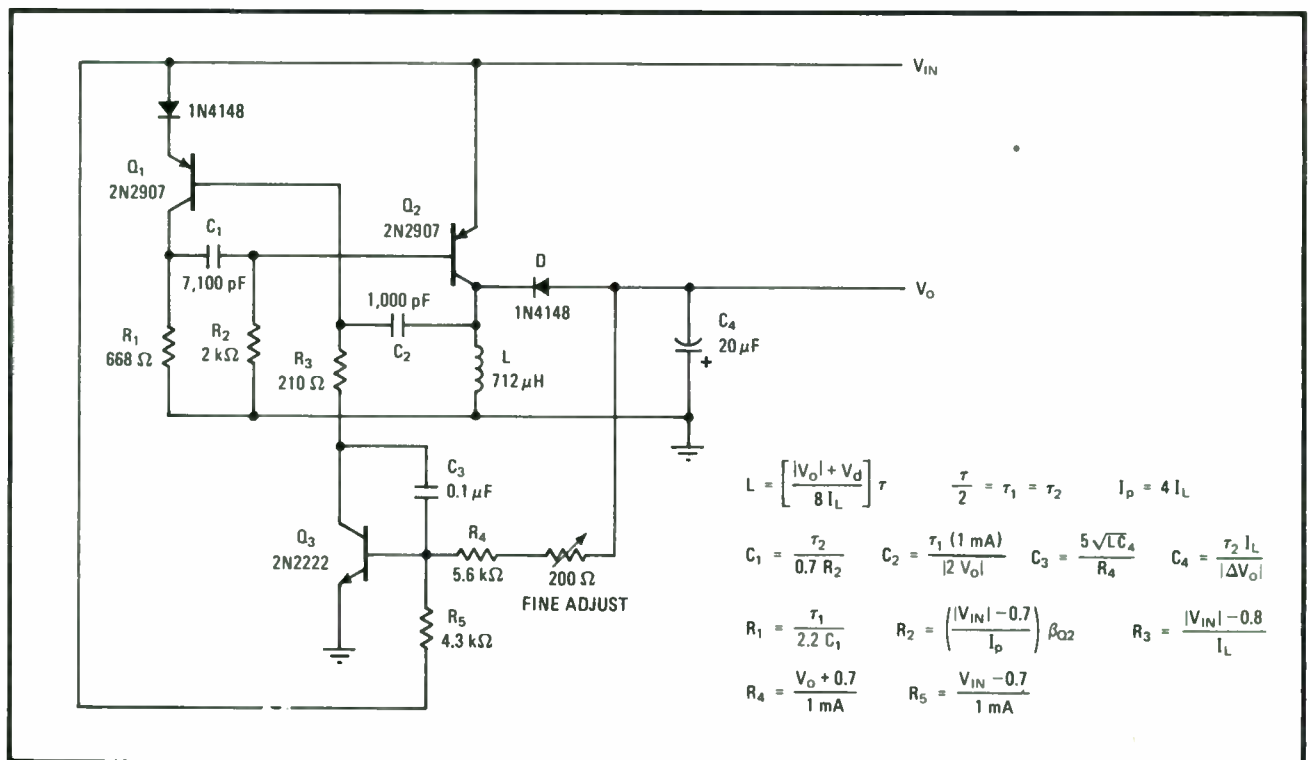 V_IN
1N4148
Q₁
2N2907
C₁
7,100 pF
Q₂
2N2907
D
1N4148
V_o
1,000 pF
C₂
C₄
20 μF
+
R₁
668 Ω
R₂
2 kΩ
R₃
210 Ω
L
712 μH
C₃
0.1 μF
Q₃
2N2222
R₄
5.6 kΩ
200 Ω
FINE ADJUST
R₅
4.3 kΩ
L = [(|V_o| + V_d) / (8 I_L)] τ    τ/2 = τ₁ = τ₂    I_p = 4 I_L
C₁ = τ₂ / (0.7 R₂)    C₂ = τ₁ (1 mA) / |2 V_o|    C₃ = 5 √(LC₄) / R₄    C₄ = τ₂ I_L / |ΔV_o|
R₁ = τ₁ / (2.2 C₁)    R₂ = ((|V_IN| − 0.7) / I_p) β_Q2    R₃ = (|V_IN| − 0.8) / I_L
R₄ = (V_o + 0.7) / (1 mA)    R₅ = (V_IN − 0.7) / (1 mA)